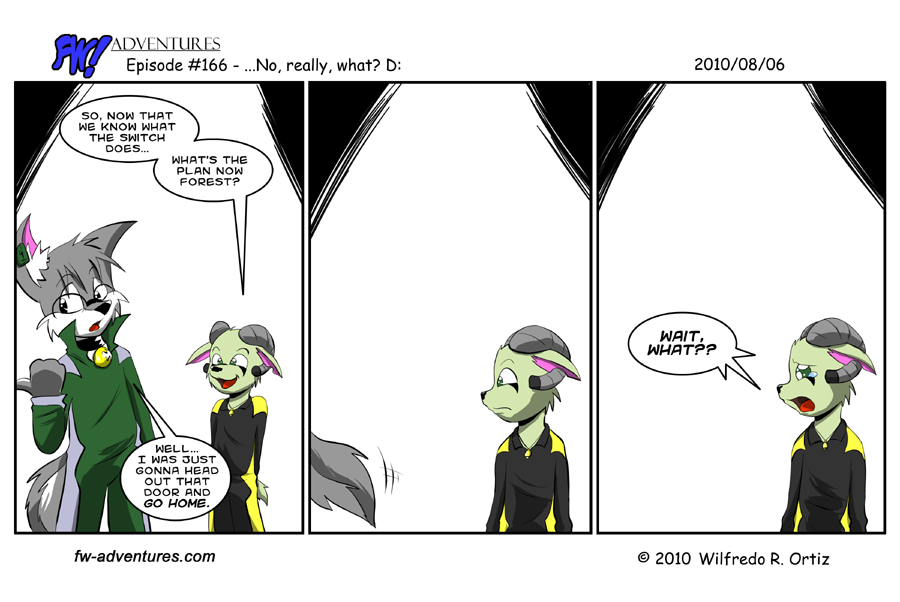 FW! ADVENTURES
Episode #166 - ...No, really, what? D:
2010/08/06
SO, NOW THAT
WE KNOW WHAT
THE SWITCH
DOES...
WHAT'S THE
PLAN NOW
FOREST?
WELL...
I WAS JUST
GONNA HEAD
OUT THAT
DOOR AND
GO HOME.
WAIT,
WHAT??
fw-adventures.com
© 2010 Wilfredo R. Ortiz